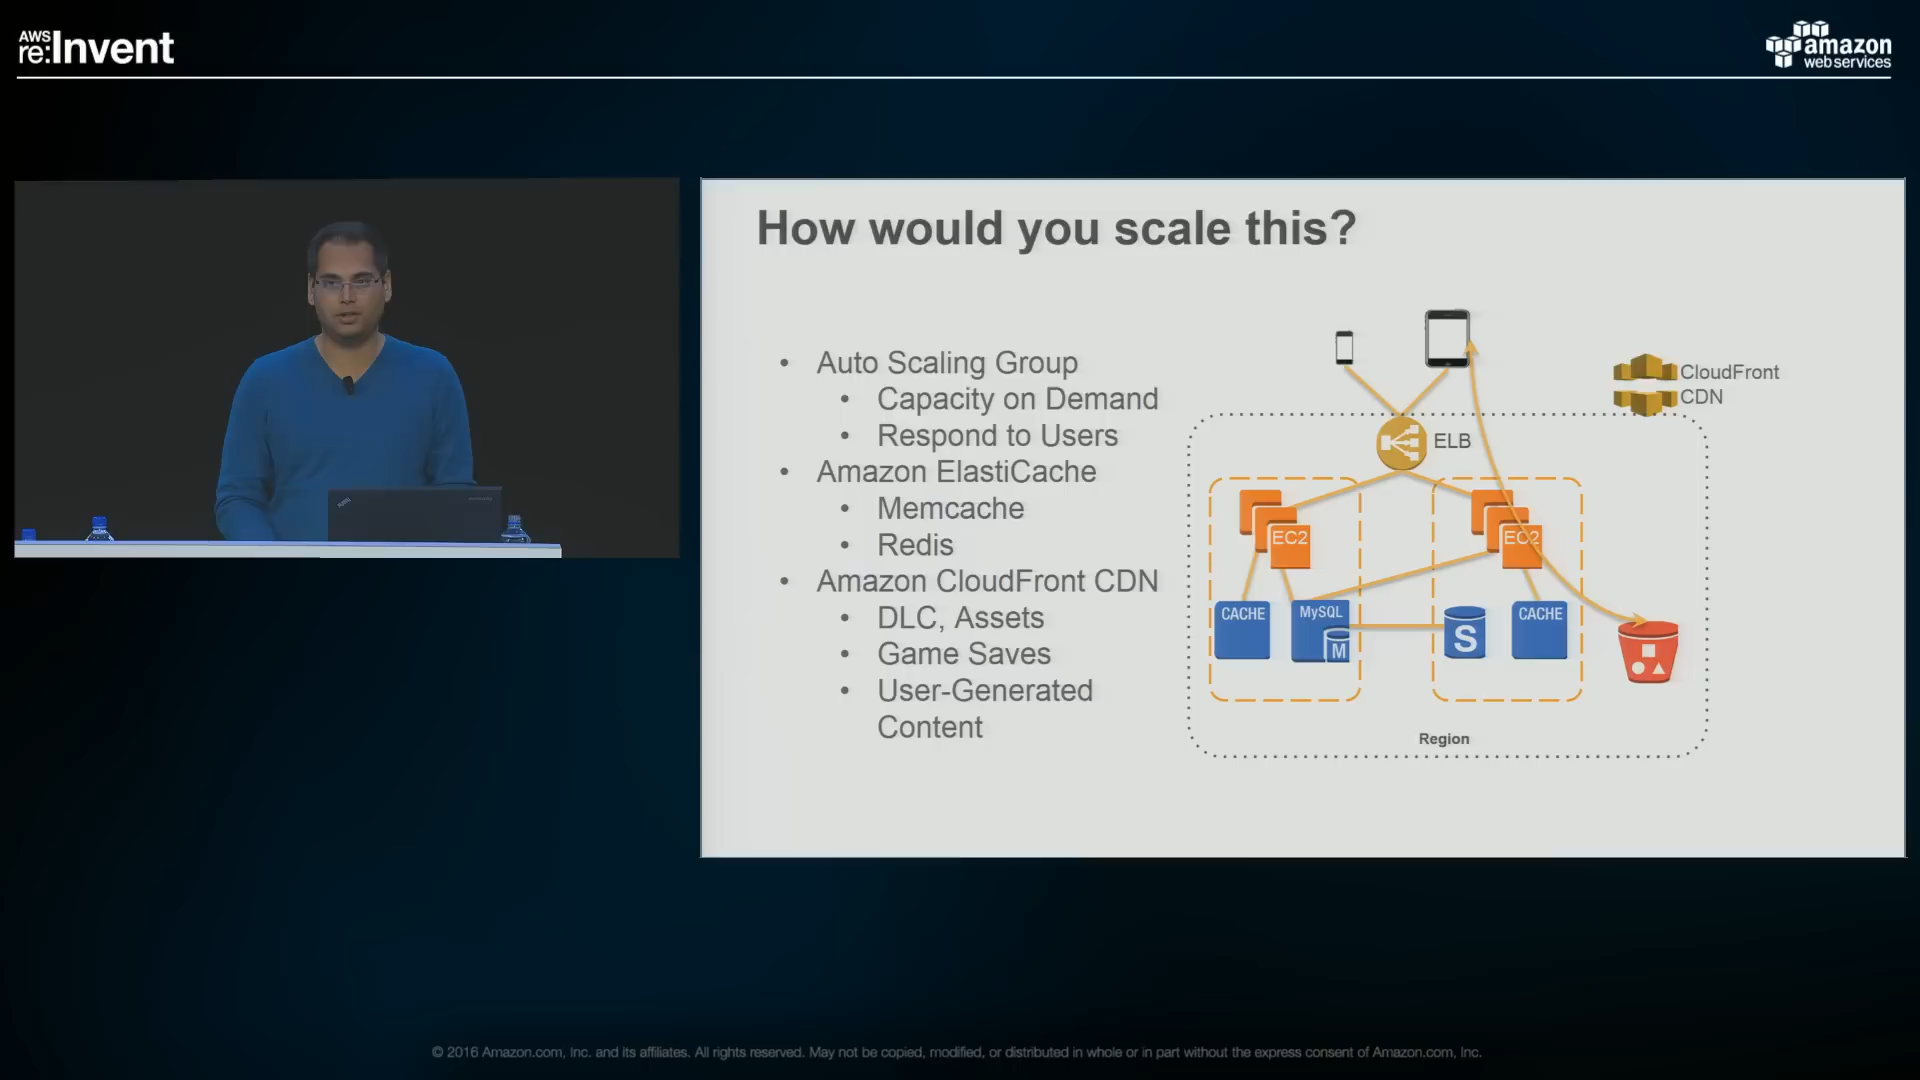 AWS
re:Invent
amazon
web services
How would you scale this?
• Auto Scaling Group
• Capacity on Demand
• Respond to Users
• Amazon ElastiCache
• Memcache
• Redis
• Amazon CloudFront CDN
• DLC, Assets
• Game Saves
• User-Generated
Content
CloudFront
CDN
ELB
EC2
EC2
CACHE
MySQL
M
S
CACHE
Region
© 2016 Amazon.com, Inc. and its affiliates. All rights reserved. May not be copied, modified, or distributed in whole or in part without the express consent of Amazon.com, Inc.